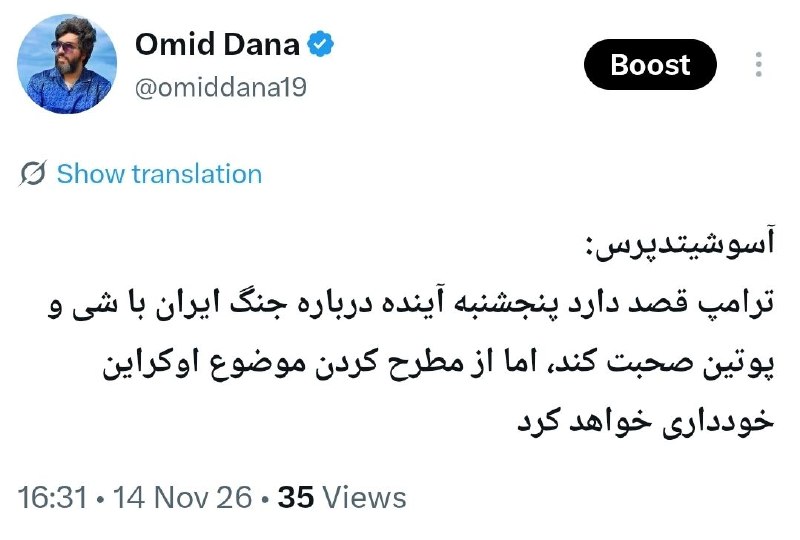 Omid Dana
@omiddana19
Boost
Show translation
آسوشیتدپرس:
ترامپ قصد دارد پنجشنبه آینده درباره جنگ ایران با شی و
پوتین صحبت کند، اما از مطرح کردن موضوع اوکراین
خودداری خواهد کرد
16:31 • 14 Nov 26 • 35 Views